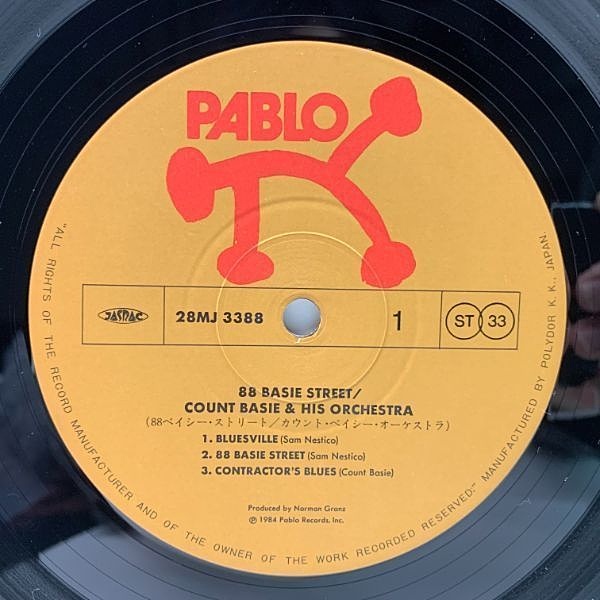 PABLO
JASRAC
28MJ 3388
1
ST 33
88 BASIE STREET/
COUNT BASIE & HIS ORCHESTRA
(88ベイシー・ストリート/カウント・ベイシー・オーケストラ)
1. BLUESVILLE (Sam Nestico)
2. 88 BASIE STREET (Sam Nestico)
3. CONTRACTOR'S BLUES (Count Basie)
Produced by Norman Granz
℗ 1984 Pablo Records, Inc.
"ALL RIGHTS OF THE RECORD MANUFACTURER AND OF THE OWNER OF THE WORK RECORDED RESERVED." MANUFACTURED BY POLYDOR K. K., JAPAN.